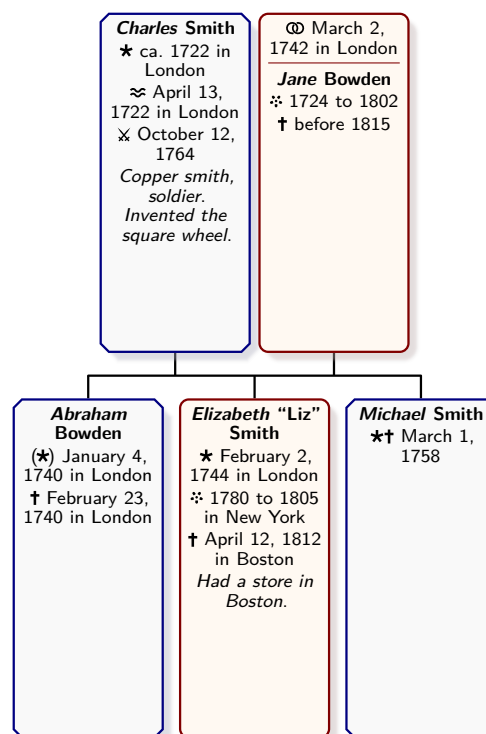 Charles Smith
★ ca. 1722 in
London
≈ April 13,
1722 in London
⚔ October 12,
1764
Copper smith,
soldier.
Invented the
square wheel.
⚭ March 2,
1742 in London
Jane Bowden
⁘ 1724 to 1802
† before 1815
Abraham
Bowden
(★) January 4,
1740 in London
† February 23,
1740 in London
Elizabeth “Liz”
Smith
★ February 2,
1744 in London
⁘ 1780 to 1805
in New York
† April 12, 1812
in Boston
Had a store in
Boston.
Michael Smith
★† March 1,
1758